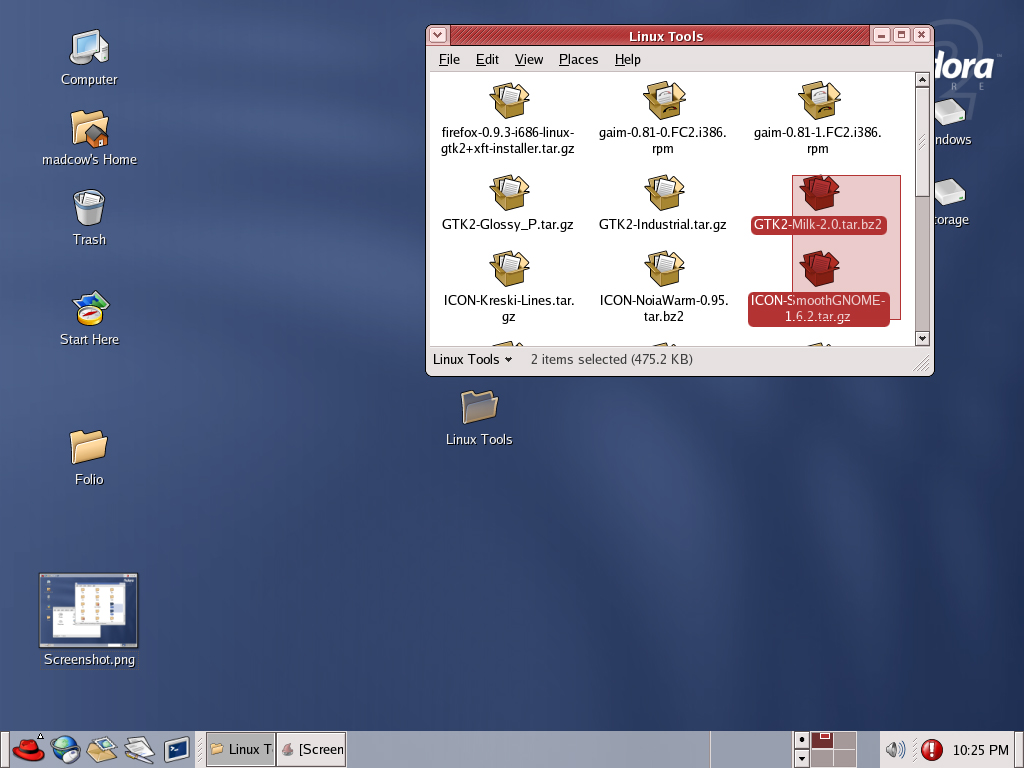 Linux Tools
File Edit View Places Help
firefox-0.9.3-i686-linux-
gtk2+xft-installer.tar.gz
gaim-0.81-0.FC2.i386.
rpm
gaim-0.81-1.FC2.i386.
rpm
GTK2-Glossy_P.tar.gz
GTK2-Industrial.tar.gz
GTK2-Milk-2.0.tar.bz2
ICON-Kreski-Lines.tar.
gz
ICON-NoiaWarm-0.95.
tar.bz2
ICON-SmoothGNOME-
1.6.2.tar.gz
Linux Tools 2 items selected (475.2 KB)
Computer
madcow's Home
Trash
Start Here
Folio
Screenshot.png
Linux Tools
dora
R E
2
ndows
torage
Linux T
[Screen
10:25 PM